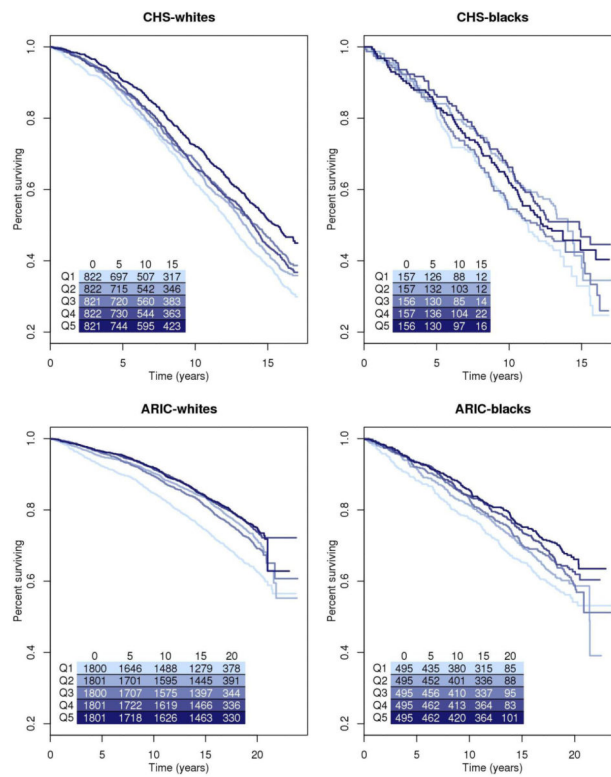 CHS-whites
Percent surviving
1.0
0.8
0.6
0.4
0.2
0 5 10 15
Q1 822 697 507 317
Q2 822 715 542 346
Q3 821 720 560 383
Q4 822 730 544 363
Q5 821 744 595 423
0 5 10 15
Time (years)
CHS-blacks
Percent surviving
1.0
0.8
0.6
0.4
0.2
0 5 10 15
Q1 157 126 88 12
Q2 157 132 103 12
Q3 156 130 85 14
Q4 157 136 104 22
Q5 156 130 97 16
0 5 10 15
Time (years)
ARIC-whites
Percent surviving
1.0
0.8
0.6
0.4
0.2
0 5 10 15 20
Q1 1800 1646 1488 1279 378
Q2 1801 1701 1595 1445 391
Q3 1800 1707 1575 1397 344
Q4 1801 1722 1619 1466 336
Q5 1801 1718 1626 1463 330
0 5 10 15 20
Time (years)
ARIC-blacks
Percent surviving
1.0
0.8
0.6
0.4
0.2
0 5 10 15 20
Q1 495 435 380 315 85
Q2 495 452 401 336 88
Q3 495 456 410 337 95
Q4 495 462 413 364 83
Q5 495 462 420 364 101
0 5 10 15 20
Time (years)